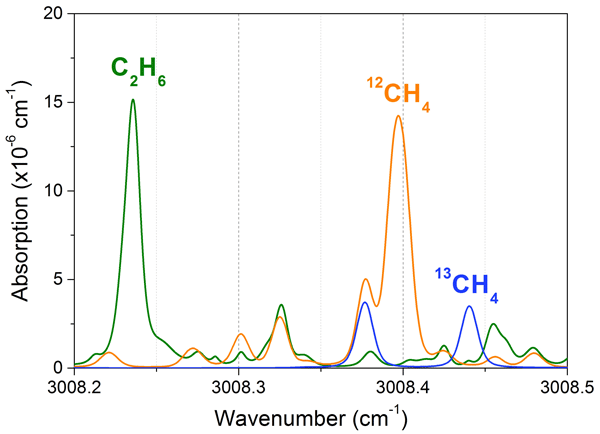 20
15
10
5
0
Absorption (x10⁻⁶ cm⁻¹)
C₂H₆
¹²CH₄
¹³CH₄
3008.2 3008.3 3008.4 3008.5
Wavenumber (cm⁻¹)